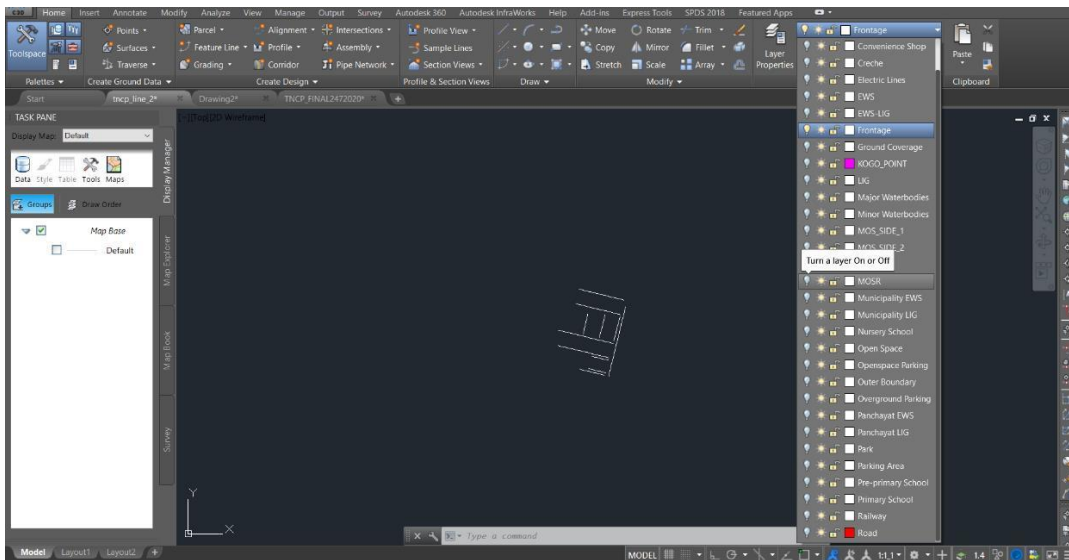 C3D Home Insert Annotate Modify Analyze View Manage Output Survey Autodesk 360 Autodesk InfraWorks Help Add-ins Express Tools SPDS 2018 Featured Apps
Toolspace
Points
Surfaces
Traverse
Parcel
Feature Line
Grading
Alignment
Profile
Corridor
Intersections
Assembly
Pipe Network
Profile View
Sample Lines
Section Views
Move
Copy
Stretch
Rotate
Mirror
Scale
Trim
Fillet
Array
Layer Properties
Paste
Palettes Create Ground Data Create Design Profile & Section Views Draw Modify Clipboard
Start tncp_line_2* Drawing2* TNCP_FINAL2472020*
TASK PANE
[-][Top][2D Wireframe]
Display Map: Default
Data Style Table Tools Maps
Groups Draw Order
Map Base
Default
Display Manager
Map Explorer
Map Book
Survey
Frontage
Convenience Shop
Creche
Electric Lines
EWS
EWS-LIG
Frontage
Ground Coverage
KOGO_POINT
LIG
Major Waterbodies
Minor Waterbodies
MOS_SIDE_1
MOS_SIDE_2
Turn a layer On or Off
MOSR
Municipality EWS
Municipality LIG
Nursery School
Open Space
Openspace Parking
Outer Boundary
Overground Parking
Panchayat EWS
Panchayat LIG
Park
Parking Area
Pre-primary School
Primary School
Railway
Road
Y
X
Type a command
Model Layout1 Layout2
MODEL 1:1.1 1.4